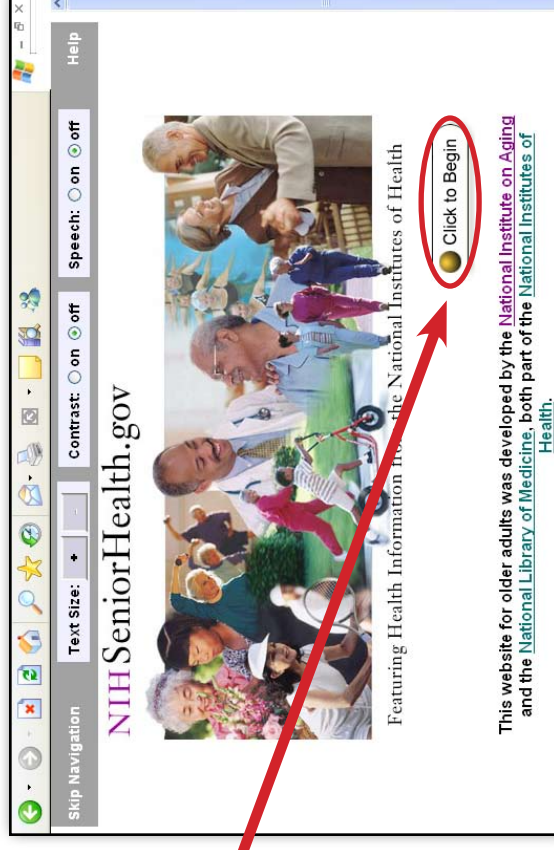 Skip Navigation Text Size: + - Contrast: on off Speech: on off Help
NIHSeniorHealth.gov
Featuring Health Information from the National Institutes of Health
Click to Begin
This website for older adults was developed by the National Institute on Aging
and the National Library of Medicine, both part of the National Institutes of
Health.